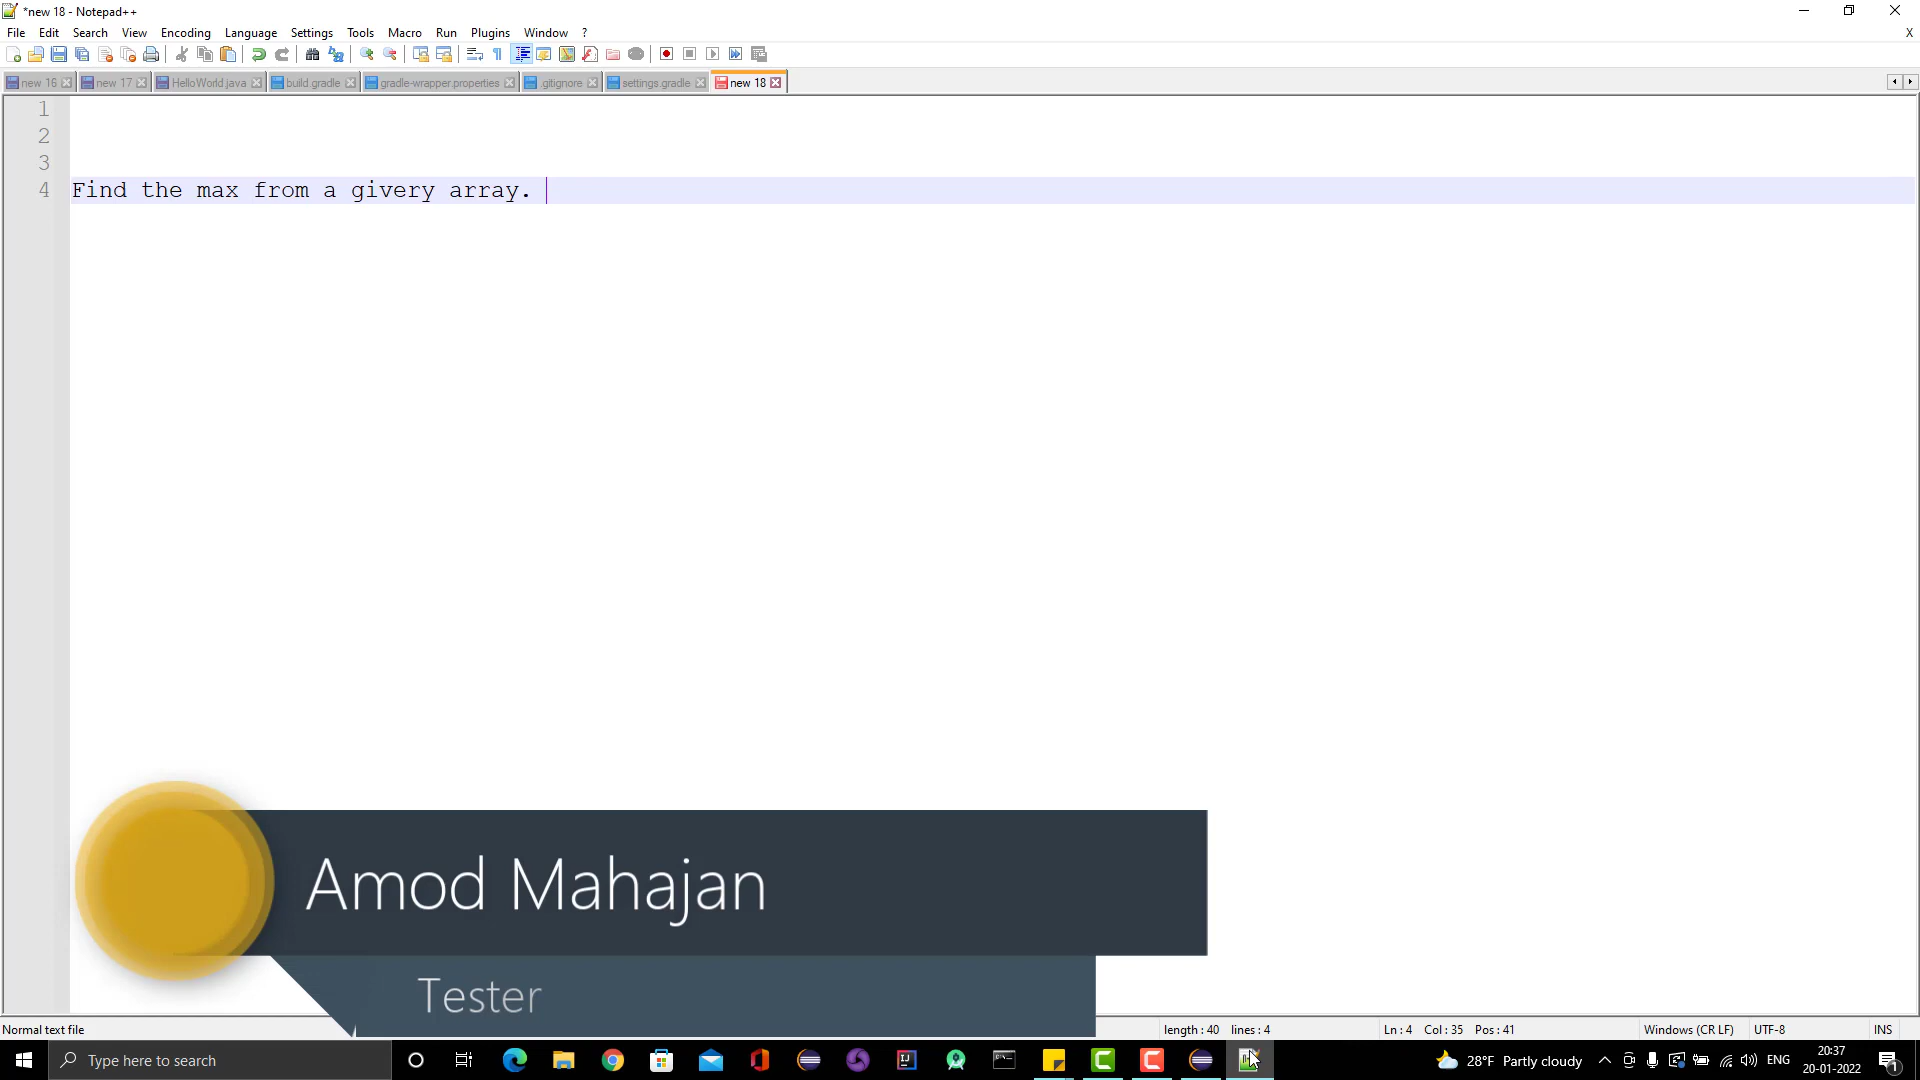 *new 18 - Notepad++
File Edit Search View Encoding Language Settings Tools Macro Run Plugins Window ? X
new 16 new 17 HelloWorld.java build.gradle gradle-wrapper.properties .gitignore settings.gradle new 18
1
2
3
4 Find the max from a givery array.
Amod Mahajan
Tester
Normal text file length : 40 lines : 4 Ln : 4 Col : 35 Pos : 41 Windows (CR LF) UTF-8 INS
Type here to search 28°F Partly cloudy ENG 20:37
20-01-2022 1